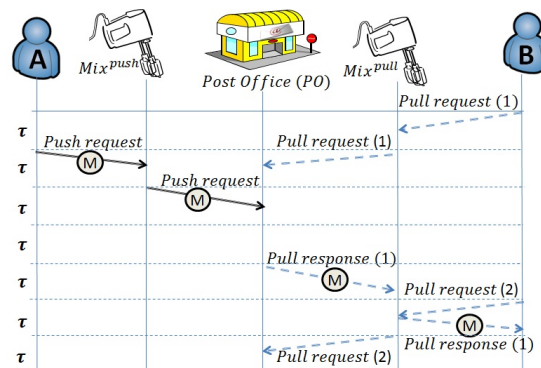 A
Mix^push
Post Office (PO)
Mix^pull
B
Pull request (1)
τ
Push request
Pull request (1)
τ
M
Push request
M
τ
τ
Pull response (1)
τ
M
Pull request (2)
τ
M
Pull response (1)
Pull request (2)
τ